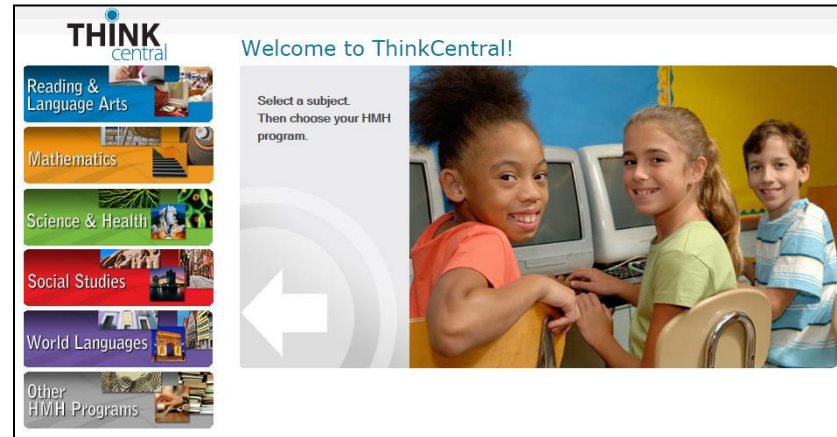 THINK
central
Welcome to ThinkCentral!
Reading &
Language Arts
Mathematics
Science & Health
Social Studies
World Languages
Other
HMH Programs
Select a subject.
Then choose your HMH
program.